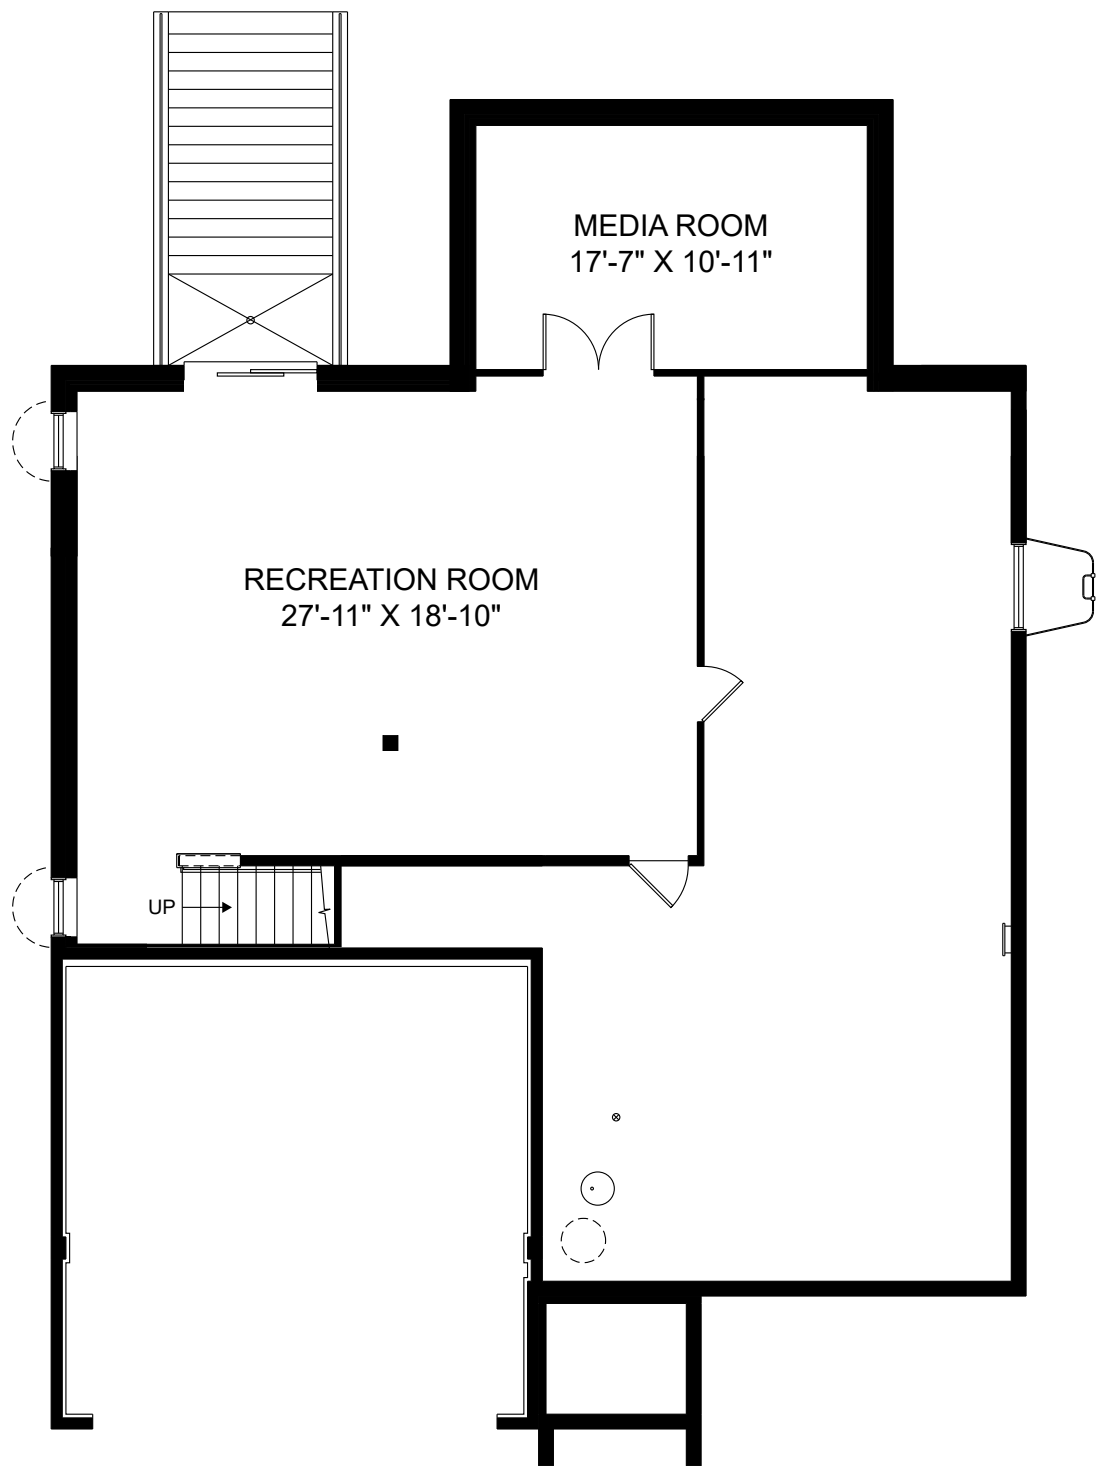 MEDIA ROOM
17'-7" X 10'-11"
RECREATION ROOM
27'-11" X 18'-10"
UP